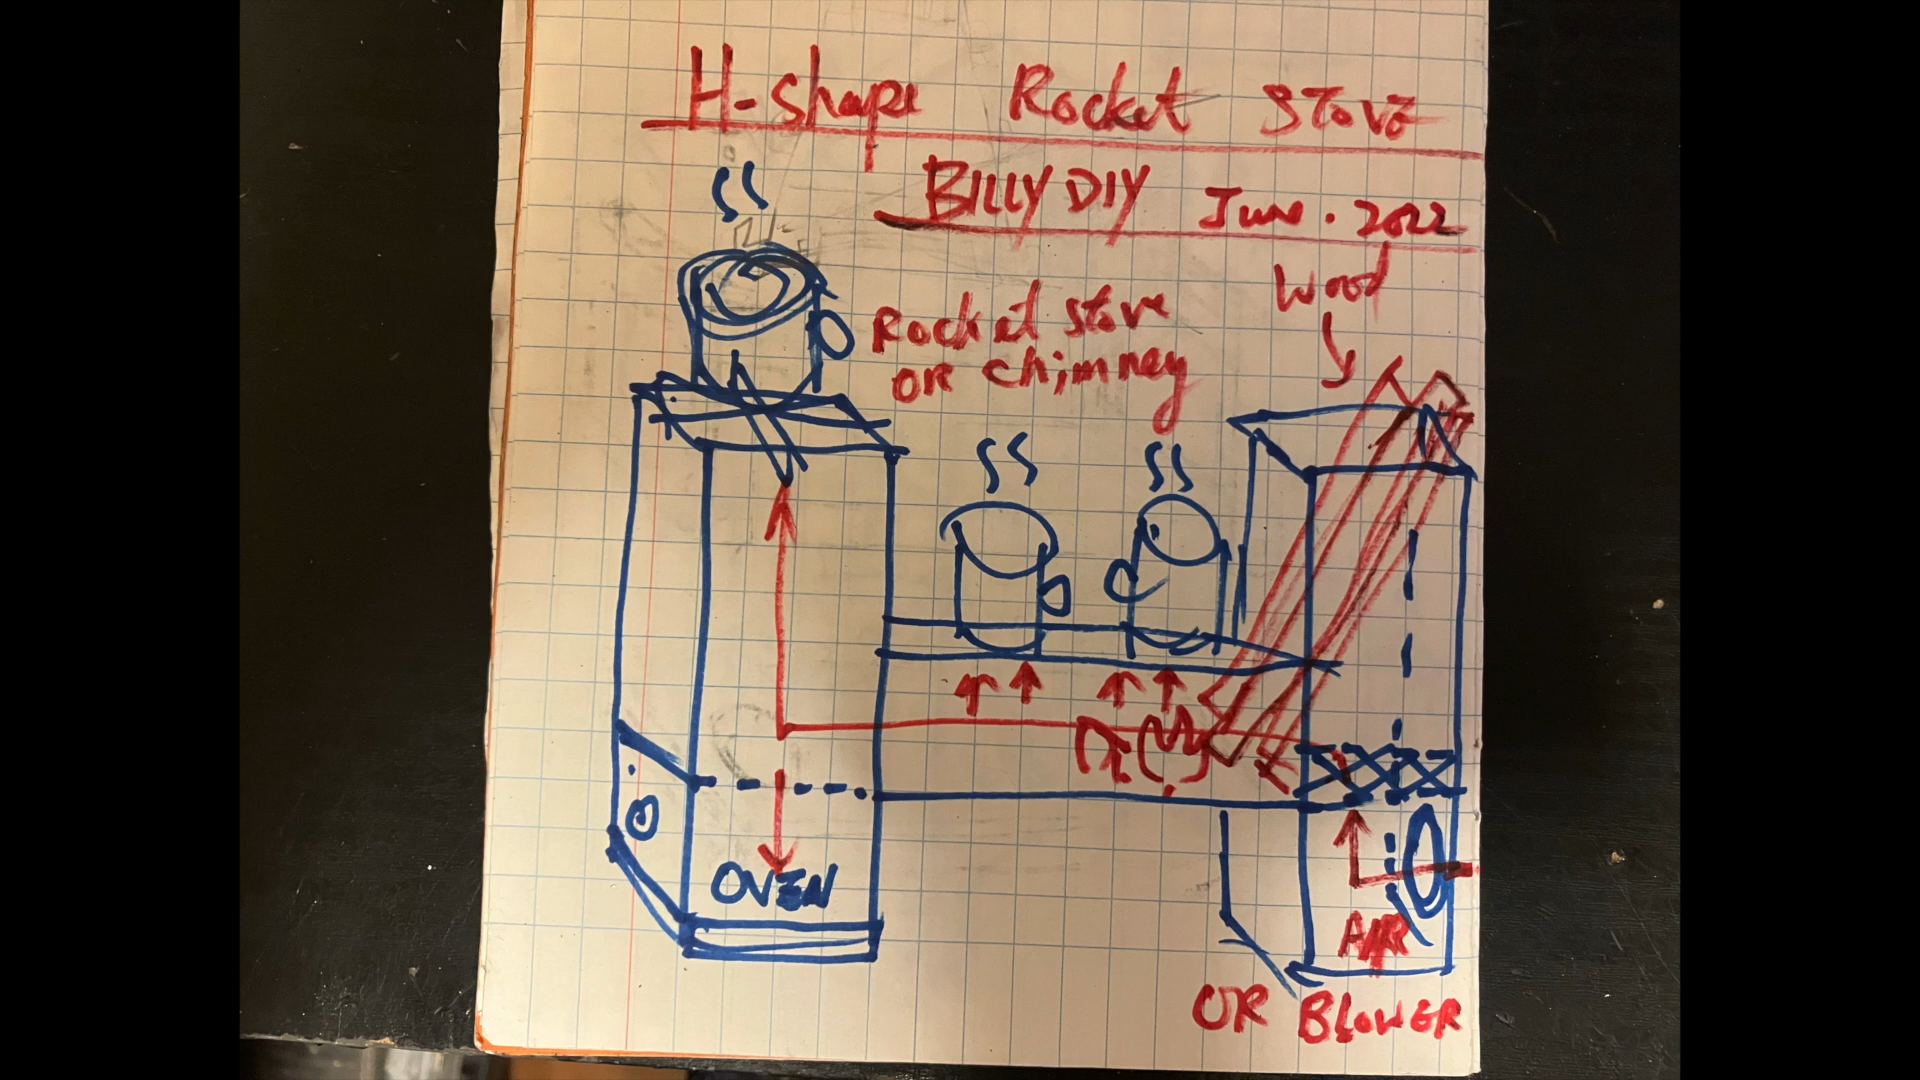 H-shape Rocket Stove
BILLY DIY June. 2022
Wood
Rocket stove
OR chimney
OVEN
AIR
OR BLOWER